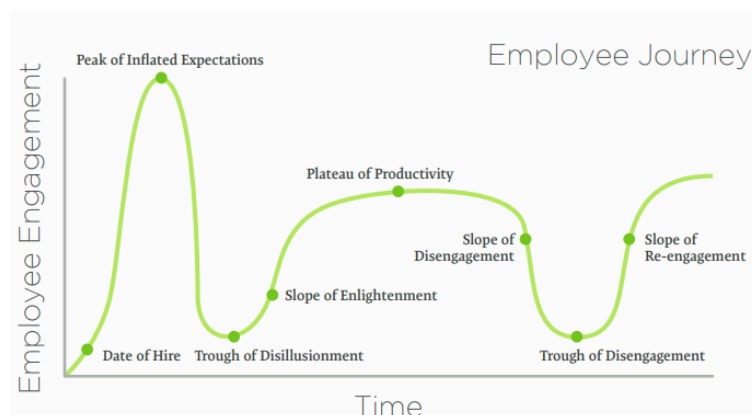 Employee Journey
Peak of Inflated Expectations
Employee Engagement
Plateau of Productivity
Slope of
Disengagement
Slope of
Re-engagement
Slope of Enlightenment
Date of Hire
Trough of Disillusionment
Trough of Disengagement
Time